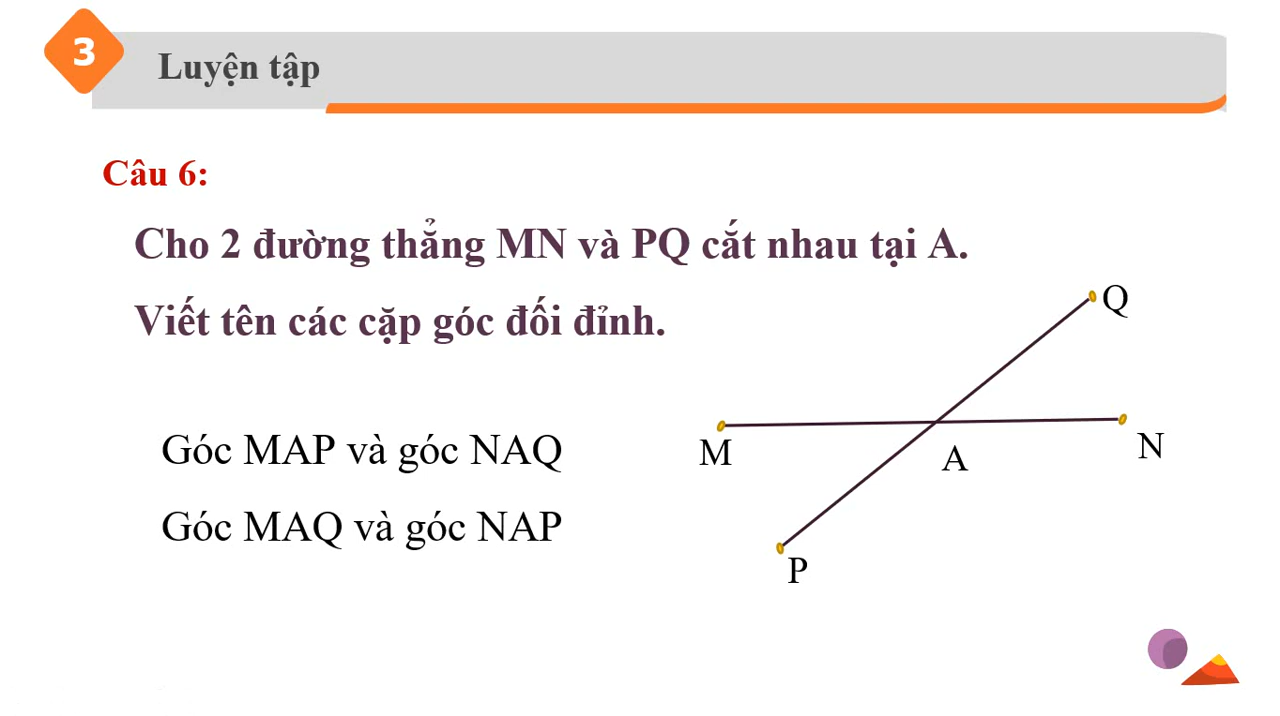 3
Luyện tập
Câu 6:
Cho 2 đường thẳng MN và PQ cắt nhau tại A.
Viết tên các cặp góc đối đỉnh.
Góc MAP và góc NAQ
Góc MAQ và góc NAP
Q
M
A
N
P